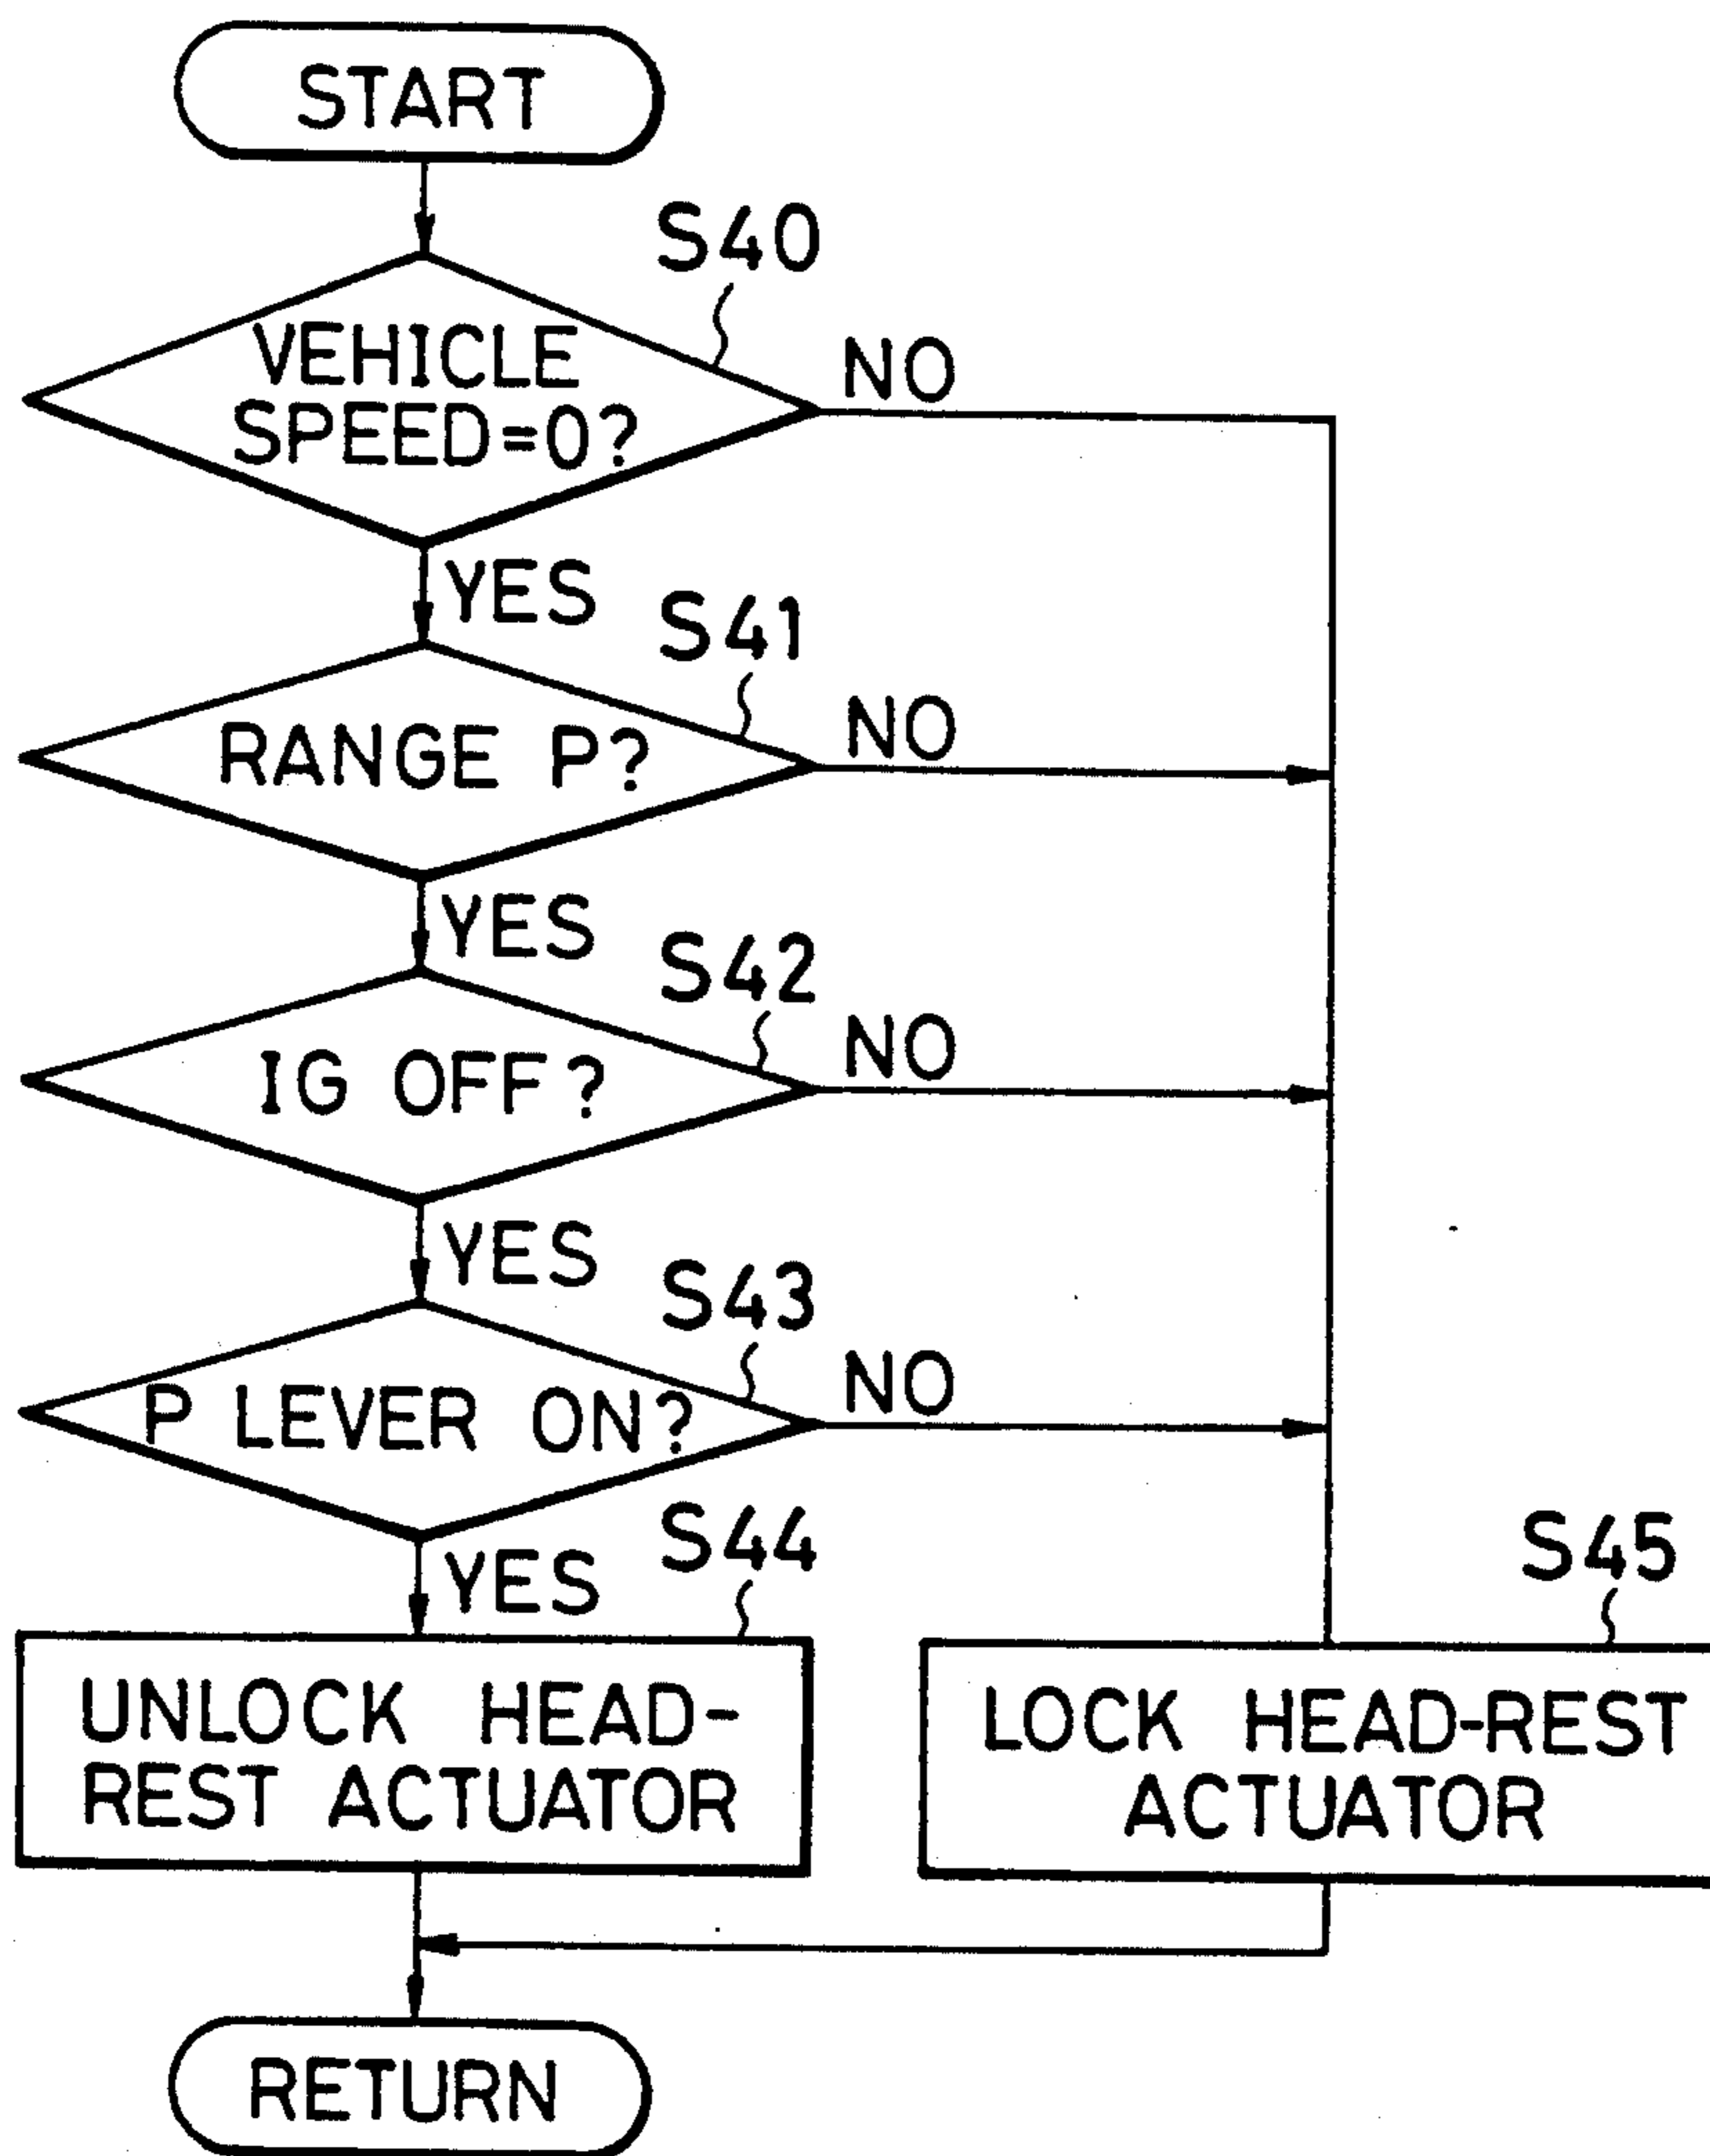 START
S40
VEHICLE
SPEED=0?
NO
YES
S41
RANGE P?
NO
YES
S42
IG OFF?
NO
YES
S43
P LEVER ON?
NO
YES
S44
S45
UNLOCK HEAD-
REST ACTUATOR
LOCK HEAD-REST
ACTUATOR
RETURN